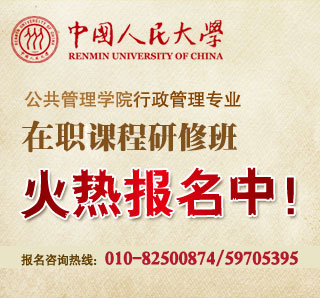 中國人民大學
RENMIN UNIVERSITY OF CHINA
公共管理学院行政管理专业
在职课程研修班
火热报名中!
报名咨询热线: 010-82500874/59705395